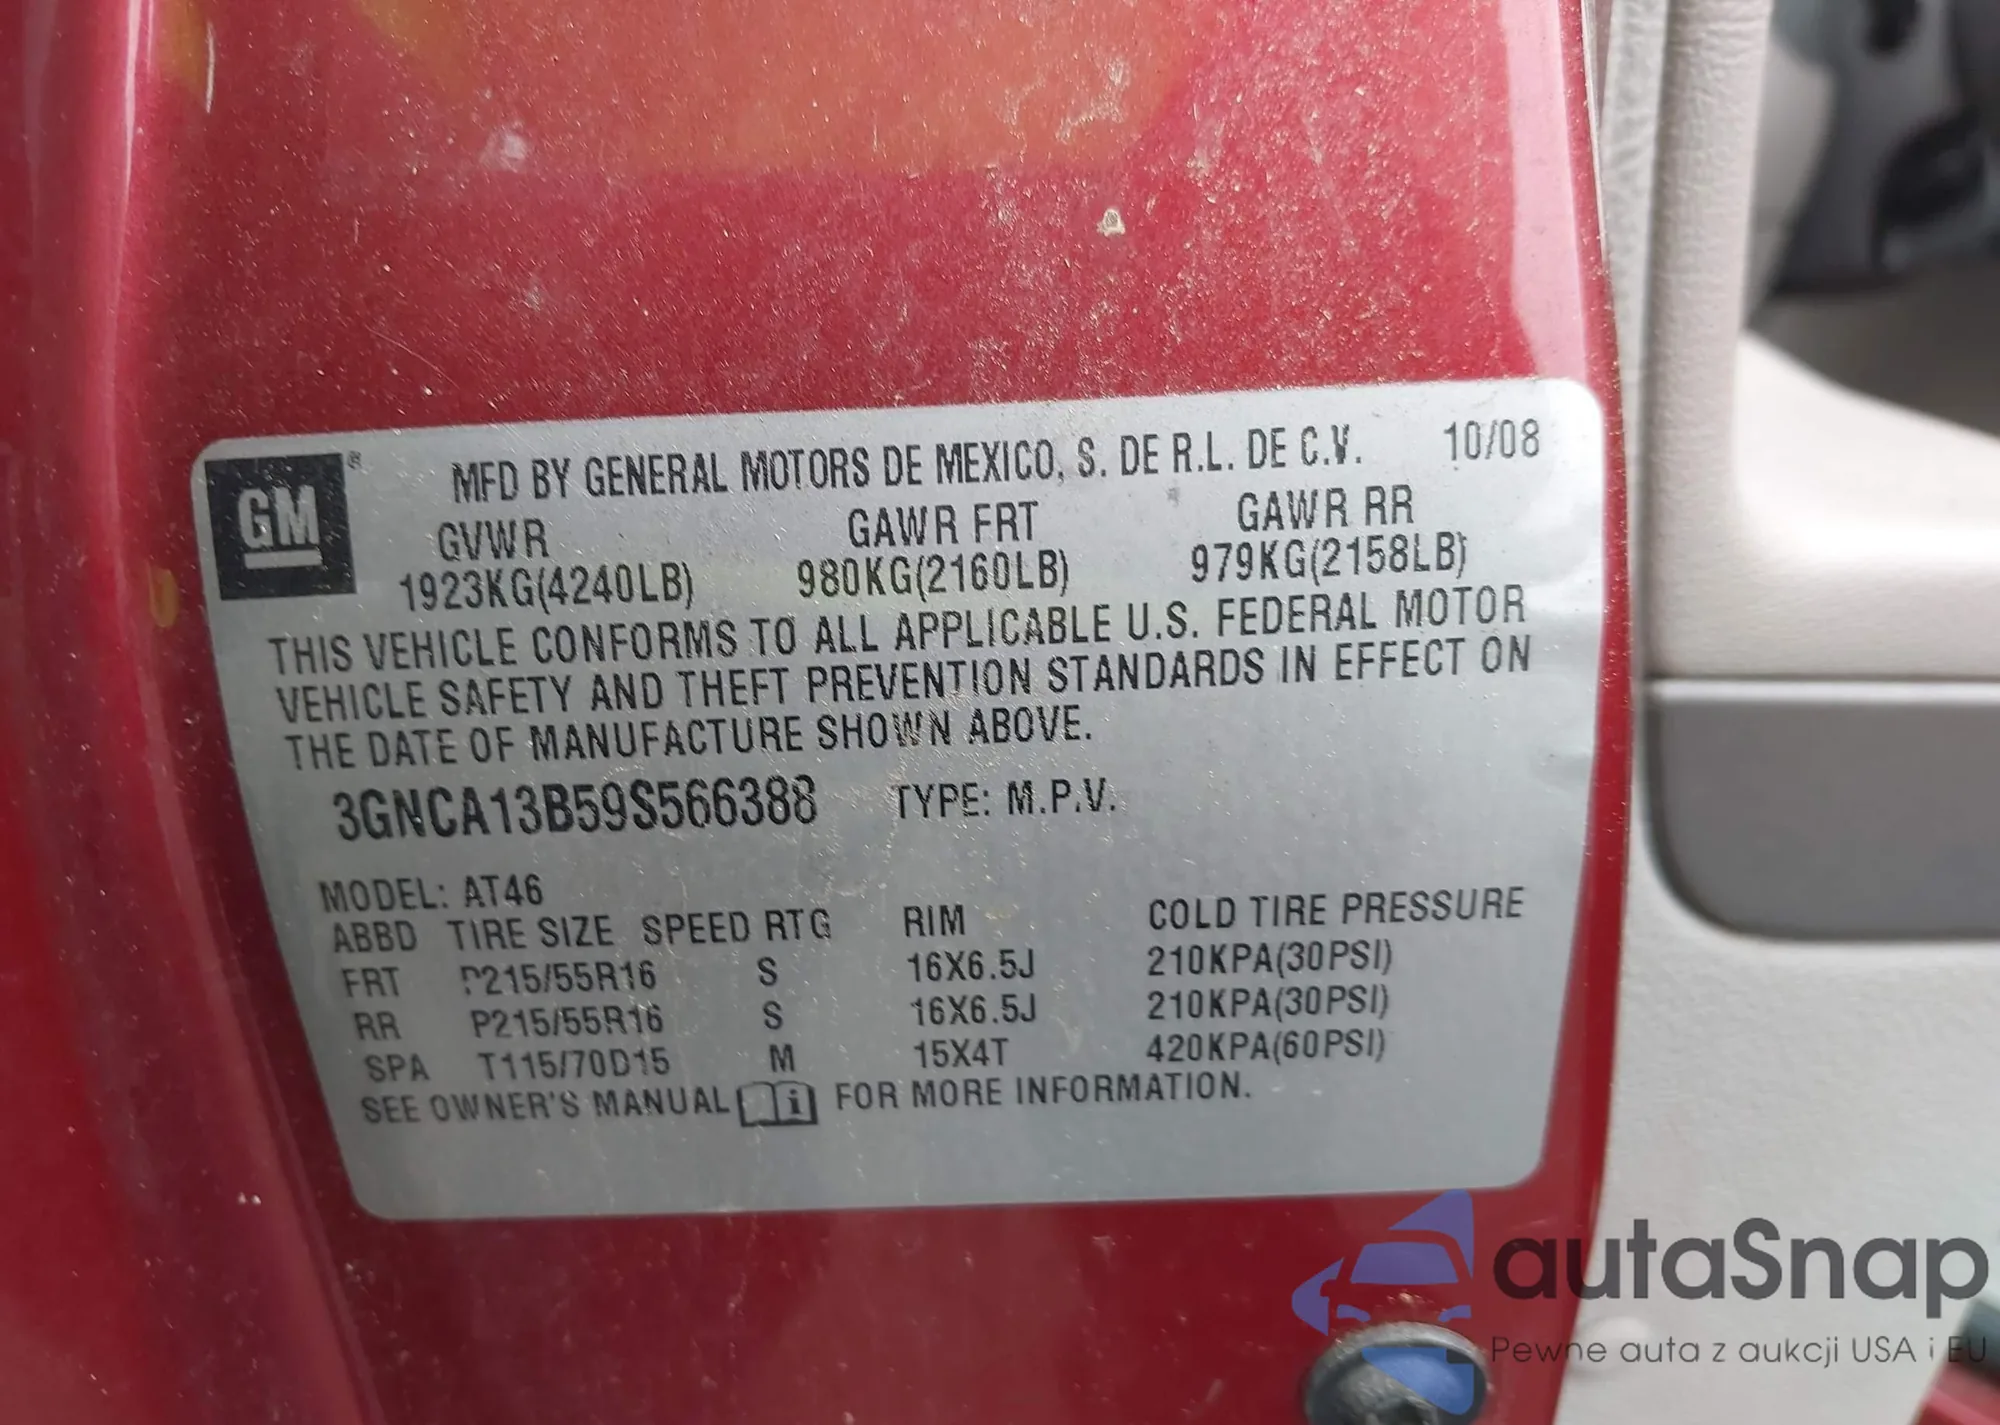 GM ®
MFD BY GENERAL MOTORS DE MEXICO, S. DE R.L. DE C.V. 10/08
GVWR GAWR FRT GAWR RR
1923KG(4240LB) 980KG(2160LB) 979KG(2158LB)
THIS VEHICLE CONFORMS TO ALL APPLICABLE U.S. FEDERAL MOTOR
VEHICLE SAFETY AND THEFT PREVENTION STANDARDS IN EFFECT ON
THE DATE OF MANUFACTURE SHOWN ABOVE.
3GNCA13B59S566388 TYPE: M.P.V.
MODEL: AT46
ABBD TIRE SIZE SPEED RTG RIM COLD TIRE PRESSURE
FRT P215/55R16 S 16X6.5J 210KPA(30PSI)
RR P215/55R16 S 16X6.5J 210KPA(30PSI)
SPA T115/70D15 M 15X4T 420KPA(60PSI)
SEE OWNER'S MANUAL i FOR MORE INFORMATION.
autaSnap
Pewne auta z aukcji USA i EU